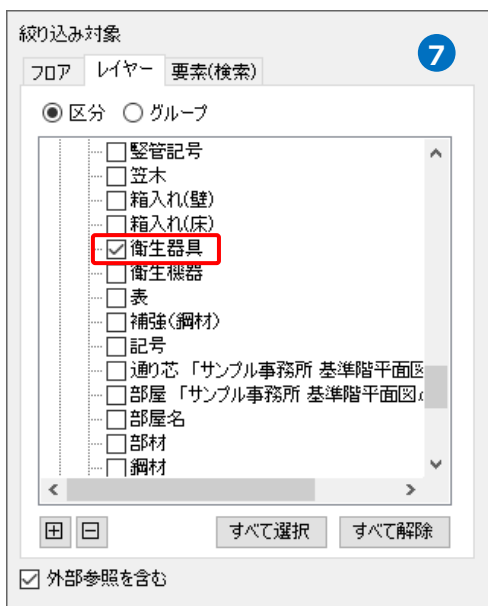 絞り込み対象
7
フロア レイヤー 要素(検索)
区分 グループ
竪管記号
笠木
箱入れ(壁)
箱入れ(床)
衛生器具
衛生機器
表
補強(鋼材)
記号
通り芯 「サンプル事務所 基準階平面図
部屋 「サンプル事務所 基準階平面図
部屋名
部材
鋼材
すべて選択 すべて解除
外部参照を含む